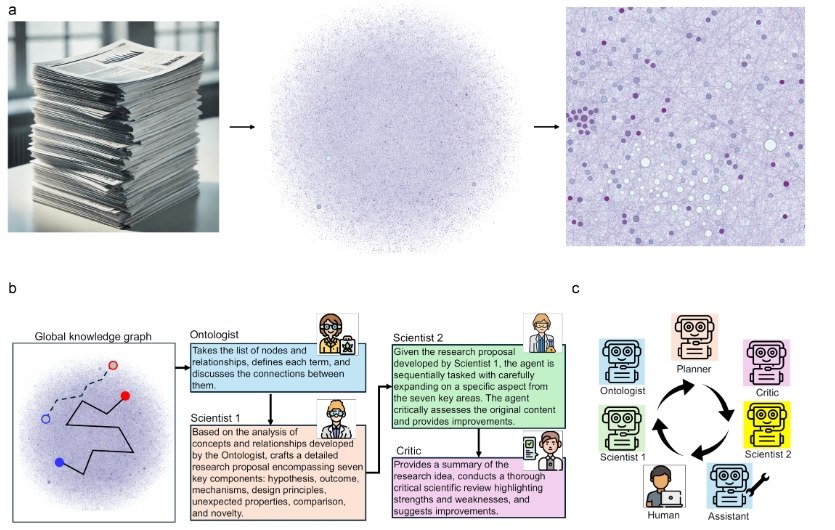 a
b
c
Global knowledge graph
Ontologist
Takes the list of nodes and
relationships, defines each term, and
discusses the connections between
them.
Scientist 1
Based on the analysis of
concepts and relationships developed
by the Ontologist, crafts a detailed
research proposal encompassing seven
key components: hypothesis, outcome,
mechanisms, design principles,
unexpected properties, comparison,
and novelty.
Scientist 2
Given the research proposal
developed by Scientist 1, the agent is
sequentially tasked with carefully
expanding on a specific aspect from
the seven key areas. The agent
critically assesses the original content
and provides improvements.
Critic
Provides a summary of the
research idea, conducts a thorough
critical scientific review highlighting
strengths and weaknesses, and
suggests improvements.
Planner
Ontologist
Critic
Scientist 1
Scientist 2
Human
Assistant